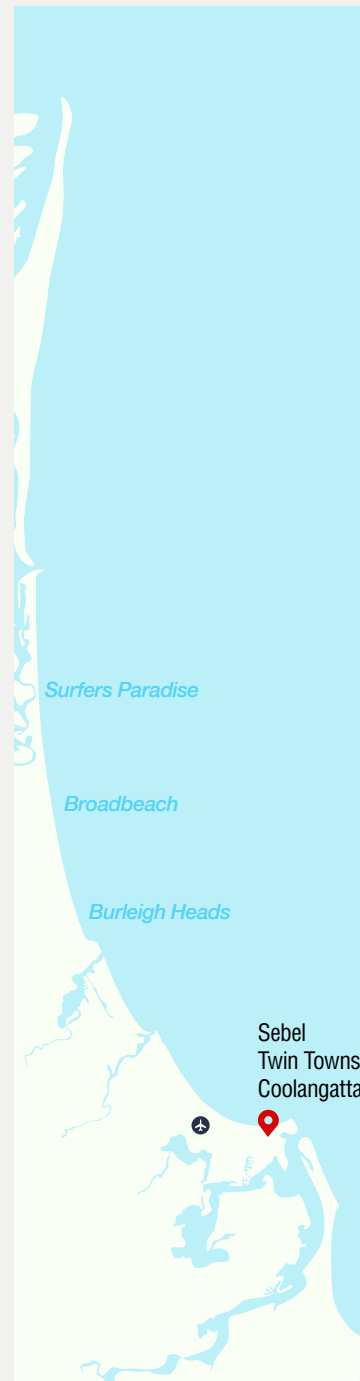 Surfers Paradise
Broadbeach
Burleigh Heads
Sebel
Twin Towns
Coolangatta